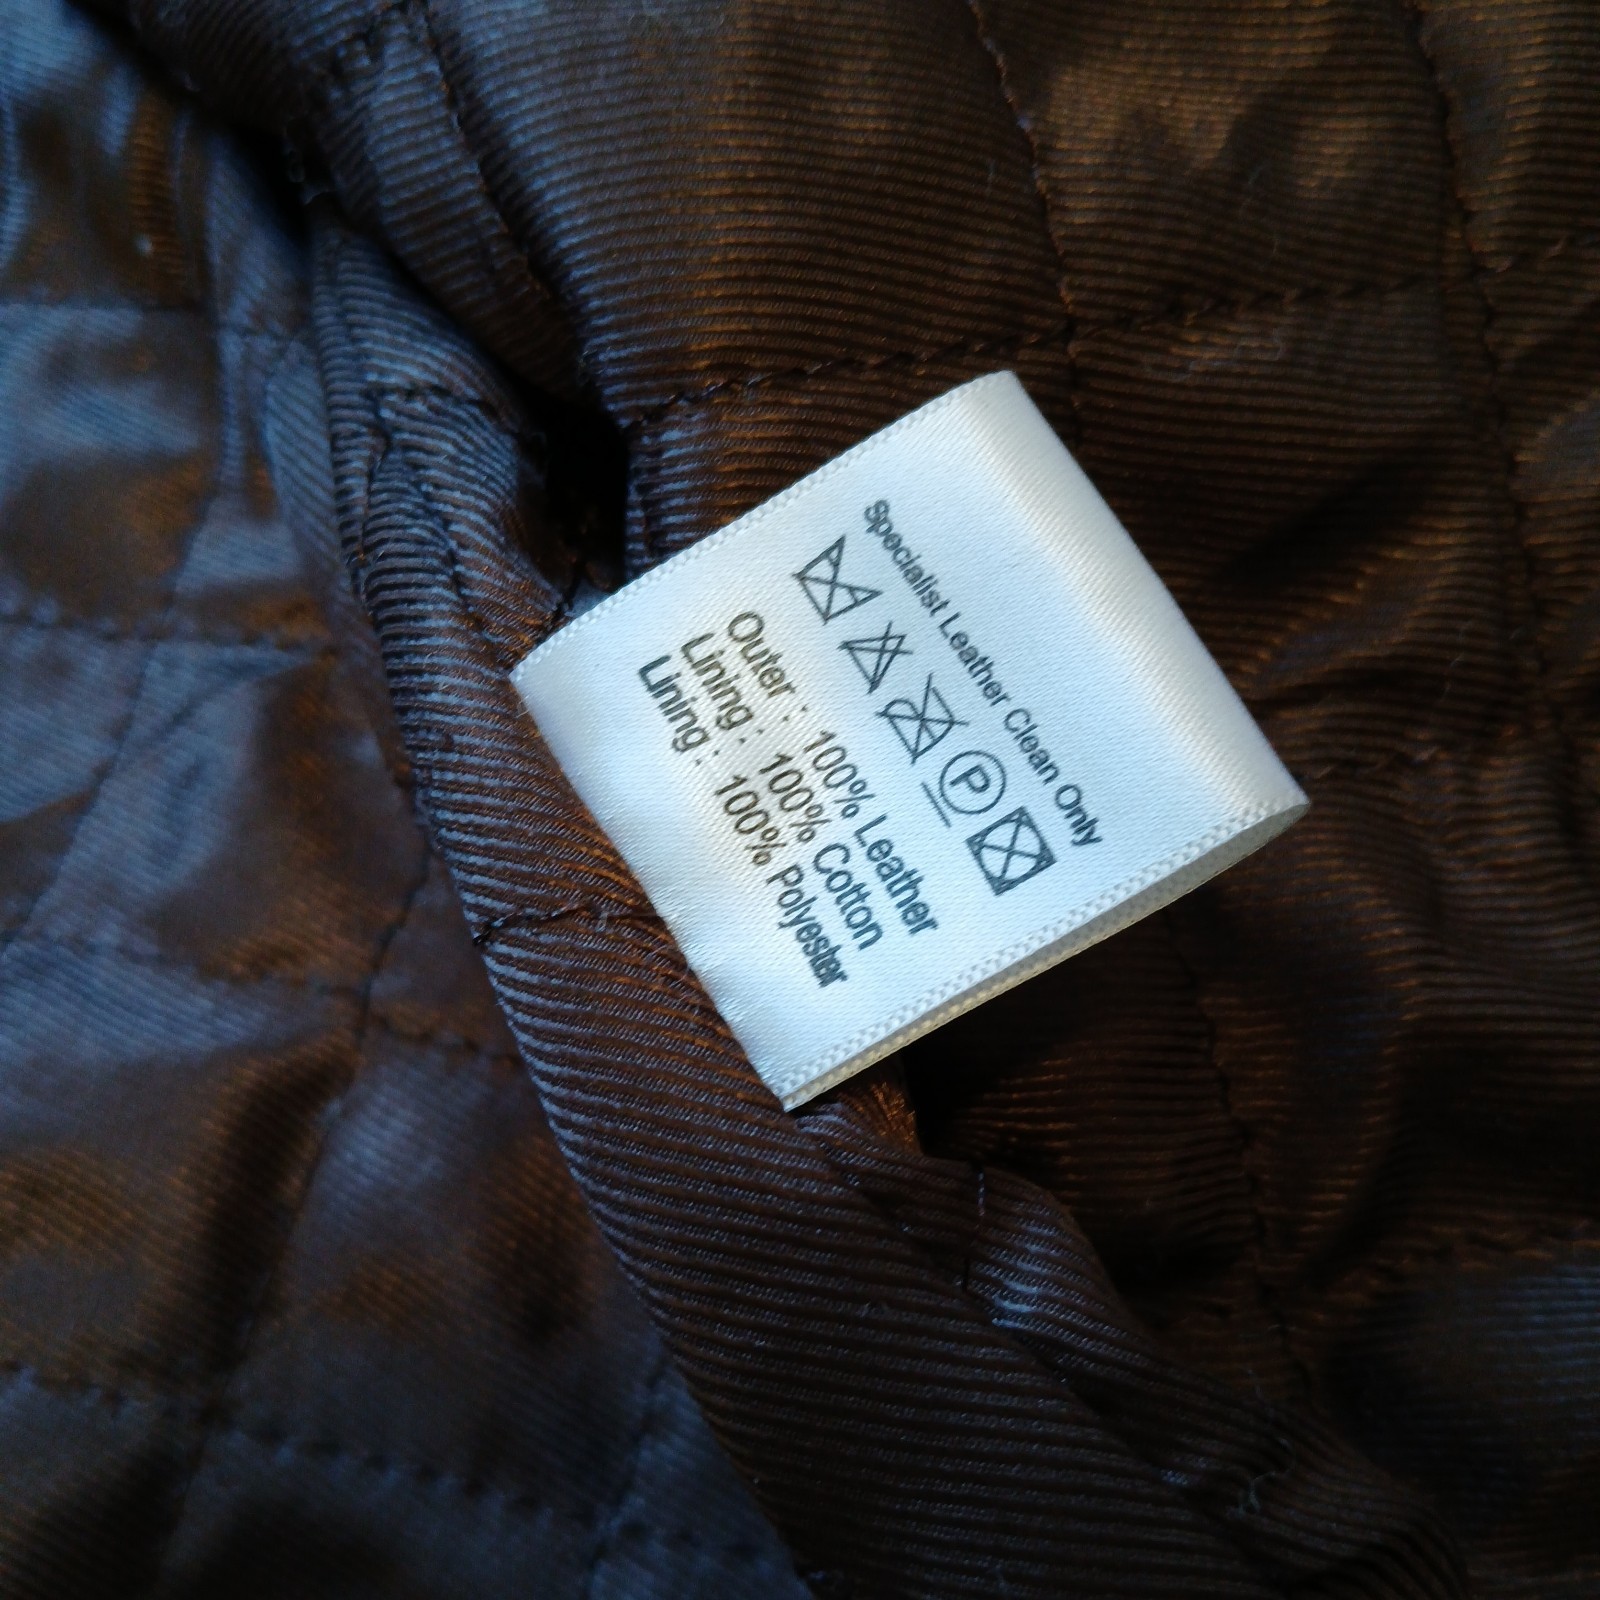 Specialist Leather Clean Only
P
Outer : 100% Leather
Lining : 100% Cotton
Lining : 100% Polyester